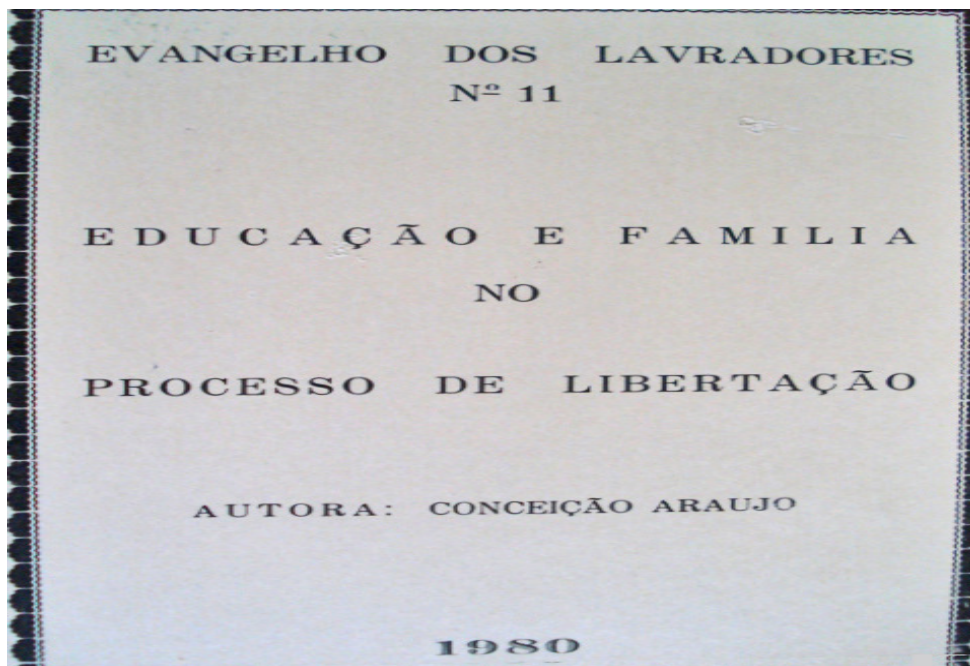 EVANGELHO DOS LAVRADORES
Nº 11
EDUCAÇÃO E FAMILIA
NO
PROCESSO DE LIBERTAÇÃO
AUTORA: CONCEIÇÃO ARAUJO
1980